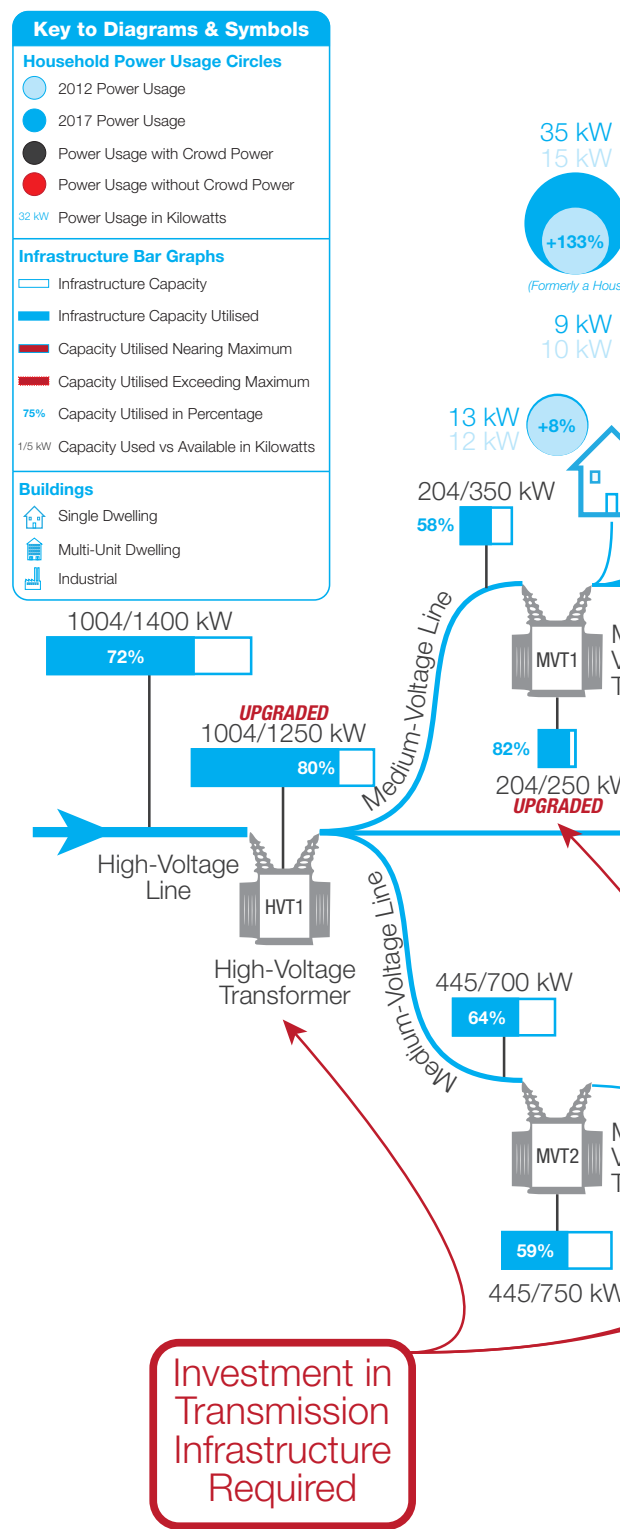 Key to Diagrams & Symbols
Household Power Usage Circles
2012 Power Usage
2017 Power Usage
Power Usage with Crowd Power
Power Usage without Crowd Power
32 kW Power Usage in Kilowatts
Infrastructure Bar Graphs
Infrastructure Capacity
Infrastructure Capacity Utilised
Capacity Utilised Nearing Maximum
Capacity Utilised Exceeding Maximum
75% Capacity Utilised in Percentage
1/5 kW Capacity Used vs Available in Kilowatts
Buildings
Single Dwelling
Multi-Unit Dwelling
Industrial
35 kW
15 kW
+133%
(Formerly a Hous
9 kW
10 kW
13 kW
12 kW
+8%
204/350 kW
58%
Medium-Voltage Line
MVT1
M
V
T
82%
204/250 kW
UPGRADED
1004/1400 kW
72%
UPGRADED
1004/1250 kW
80%
High-Voltage
Line
HVT1
High-Voltage
Transformer
Medium-Voltage Line
445/700 kW
64%
MVT2
M
V
T
59%
445/750 kW
Investment in
Transmission
Infrastructure
Required